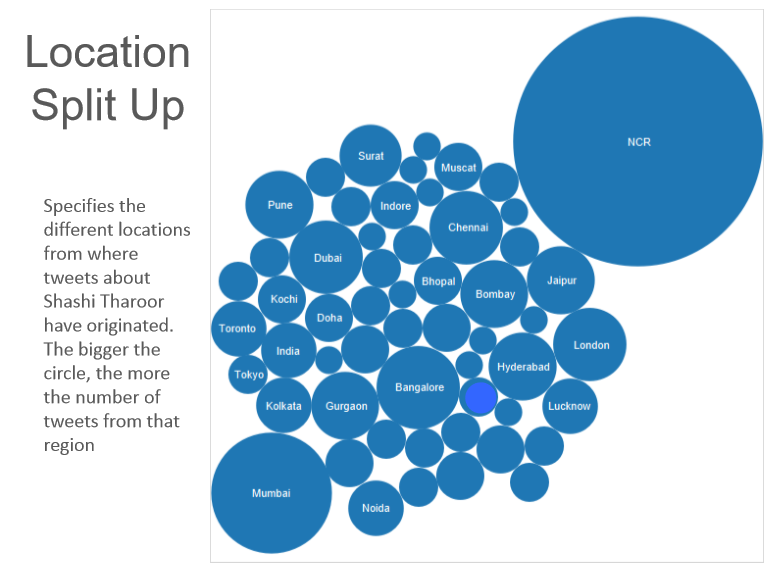 Location
Split Up
Specifies the
different locations
from where
tweets about
Shashi Tharoor
have originated.
The bigger the
circle, the more
the number of
tweets from that
region
NCR
Surat
Muscat
Pune
Indore
Chennai
Dubai
Bhopal
Jaipur
Kochi
Bombay
Doha
Toronto
London
India
Hyderabad
Tokyo
Bangalore
Kolkata
Gurgaon
Lucknow
Mumbai
Noida